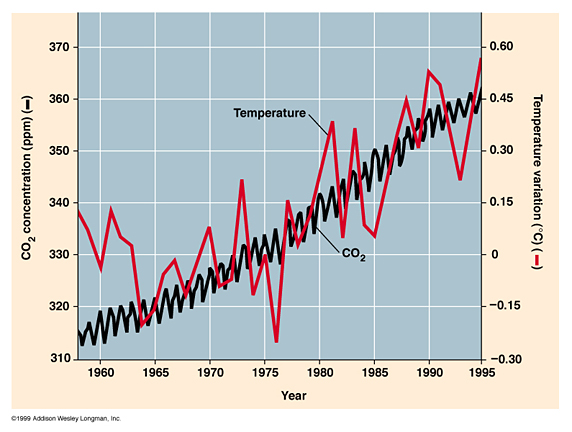 370
360
350
340
330
320
310
CO2 concentration (ppm) (▬)
0.60
0.45
0.30
0.15
0
−0.15
−0.30
Temperature variation (°C) (▬)
Temperature
CO2
1960 1965 1970 1975 1980 1985 1990 1995
Year
©1999 Addison Wesley Longman, Inc.